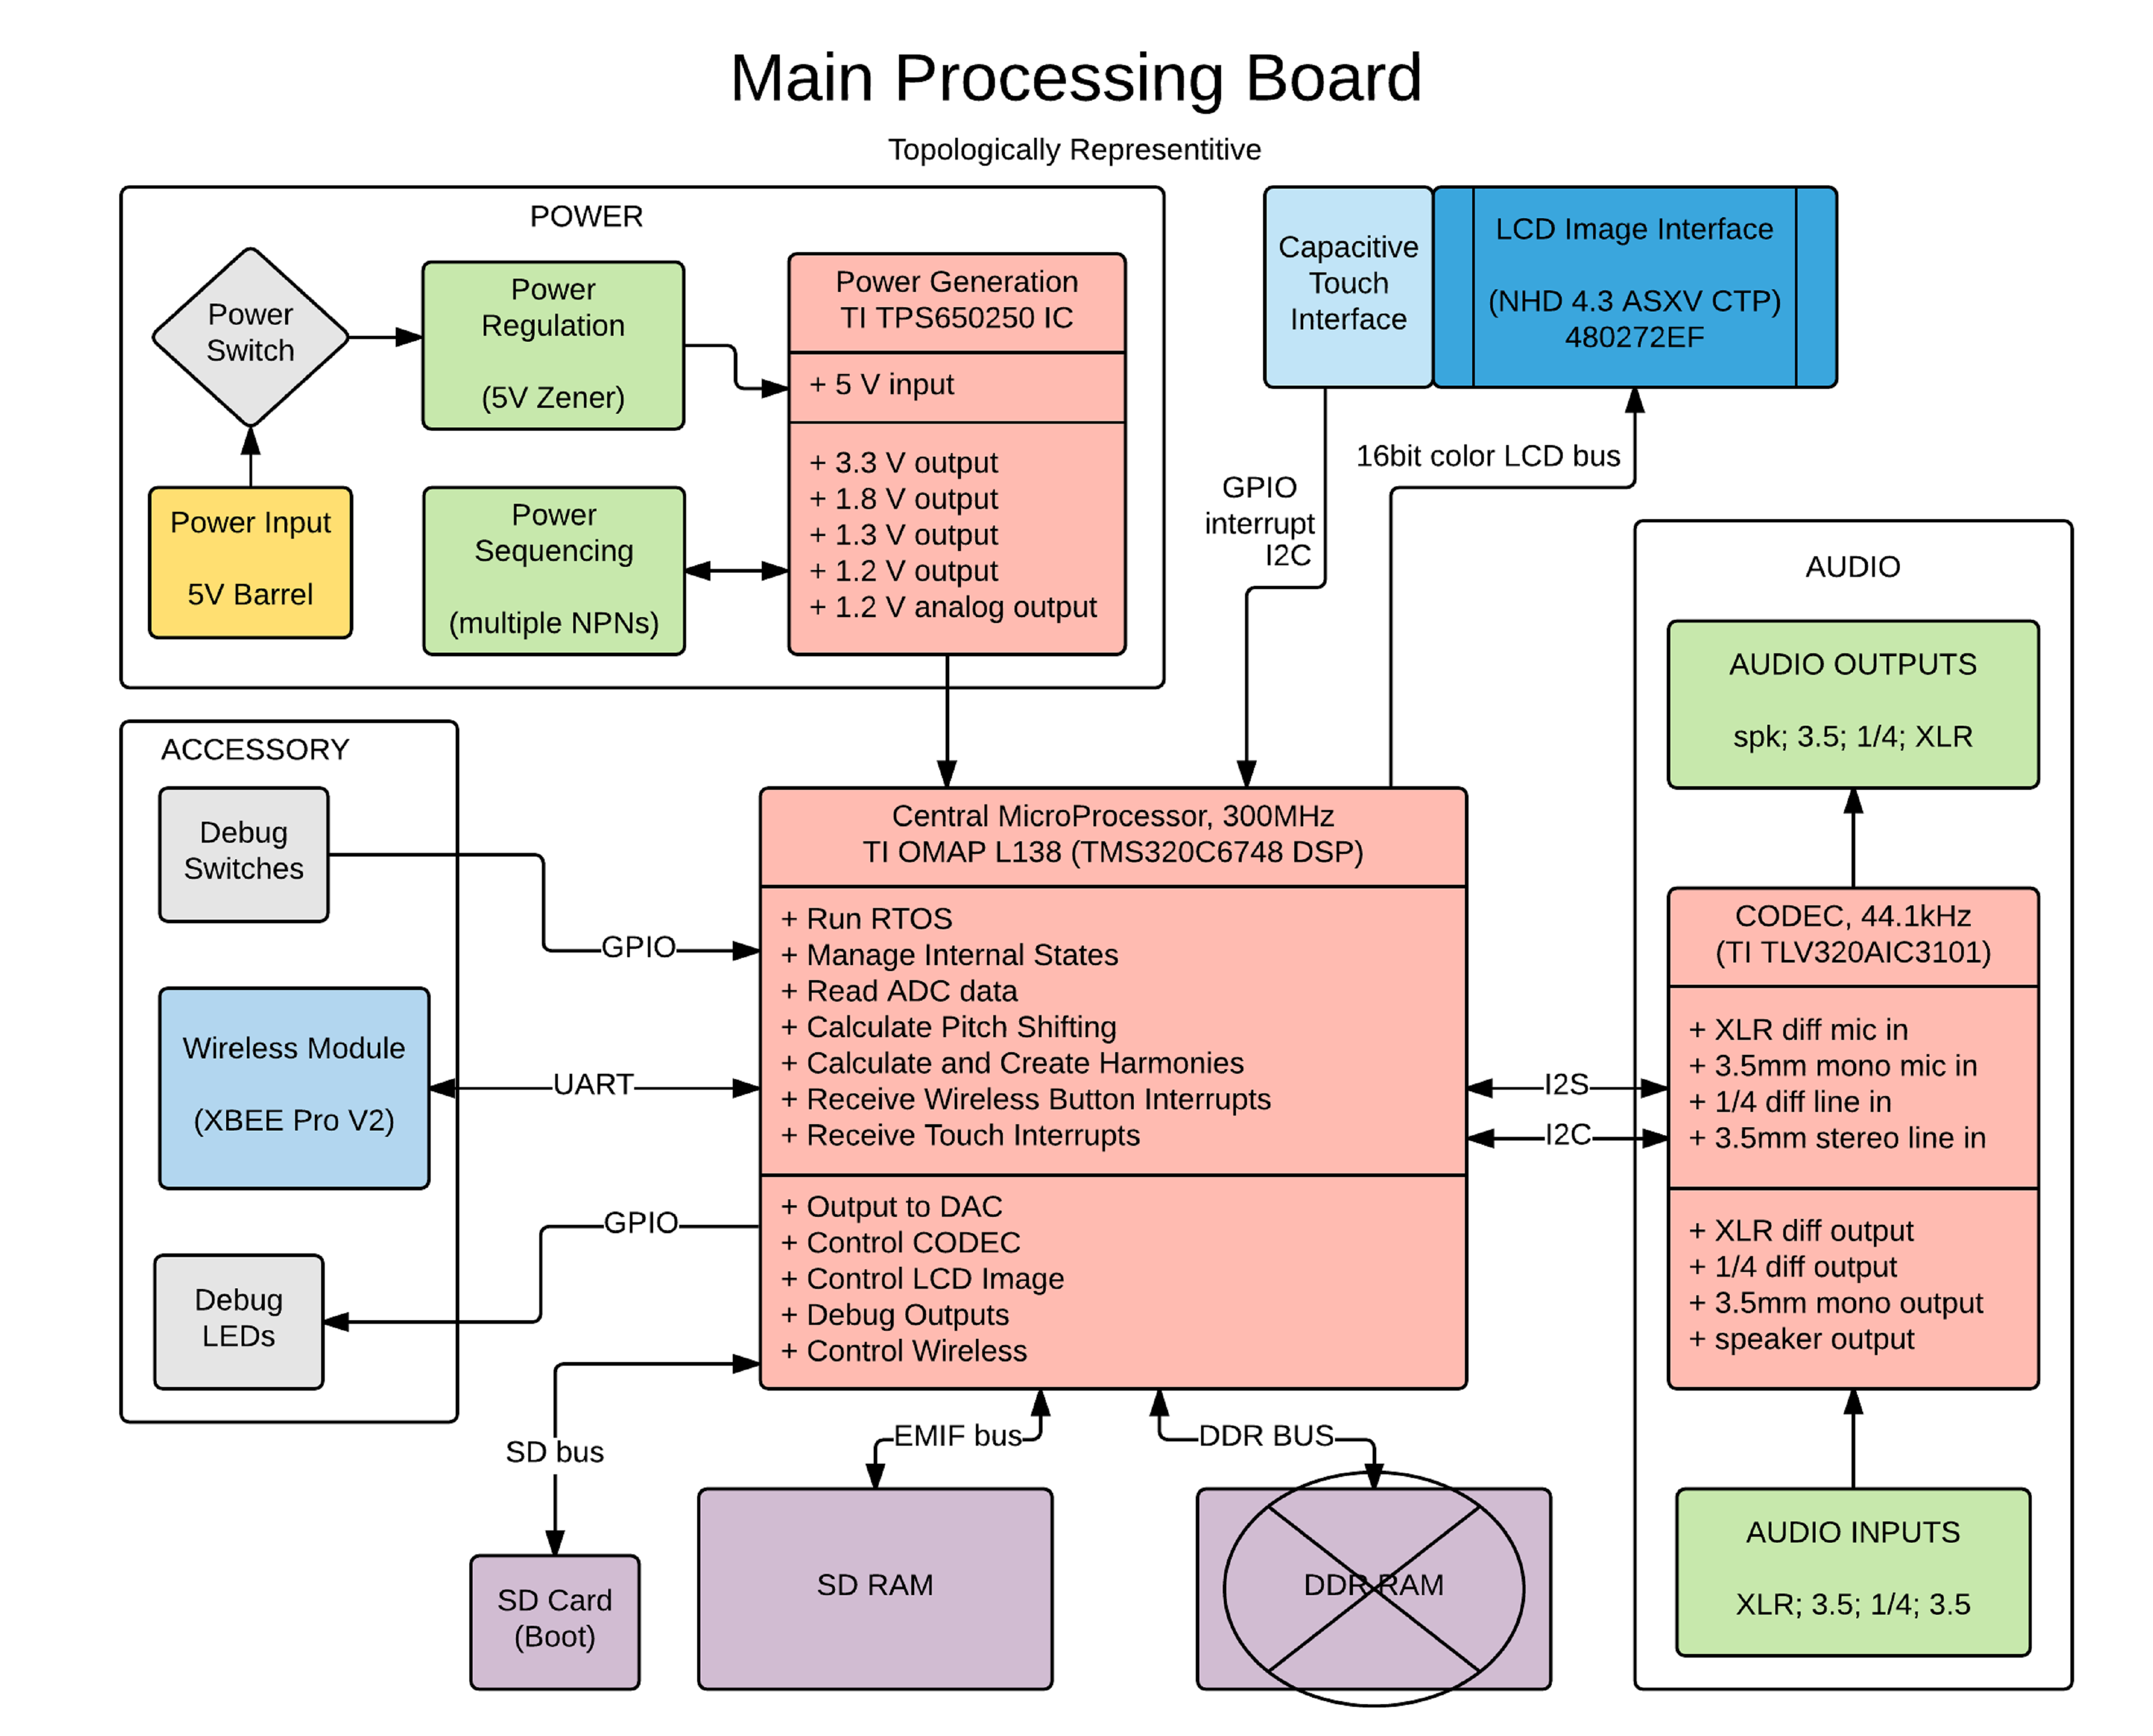 Main Processing Board
Topologically Representitive
POWER
Power
Switch
Power
Regulation
(5V Zener)
Power Generation
TI TPS650250 IC
+ 5 V input
+ 3.3 V output
+ 1.8 V output
+ 1.3 V output
+ 1.2 V output
+ 1.2 V analog output
Power Input
5V Barrel
Power
Sequencing
(multiple NPNs)
Capacitive
Touch
Interface
LCD Image Interface
(NHD 4.3 ASXV CTP)
480272EF
GPIO
interrupt
I2C
16bit color LCD bus
ACCESSORY
Debug
Switches
GPIO
Wireless Module
(XBEE Pro V2)
UART
GPIO
Debug
LEDs
Central MicroProcessor, 300MHz
TI OMAP L138 (TMS320C6748 DSP)
+ Run RTOS
+ Manage Internal States
+ Read ADC data
+ Calculate Pitch Shifting
+ Calculate and Create Harmonies
+ Receive Wireless Button Interrupts
+ Receive Touch Interrupts
+ Output to DAC
+ Control CODEC
+ Control LCD Image
+ Debug Outputs
+ Control Wireless
I2S
I2C
AUDIO
AUDIO OUTPUTS
spk; 3.5; 1/4; XLR
CODEC, 44.1kHz
(TI TLV320AIC3101)
+ XLR diff mic in
+ 3.5mm mono mic in
+ 1/4 diff line in
+ 3.5mm stereo line in
+ XLR diff output
+ 1/4 diff output
+ 3.5mm mono output
+ speaker output
AUDIO INPUTS
XLR; 3.5; 1/4; 3.5
SD bus
EMIF bus
DDR BUS
SD Card
(Boot)
SD RAM
DDR RAM